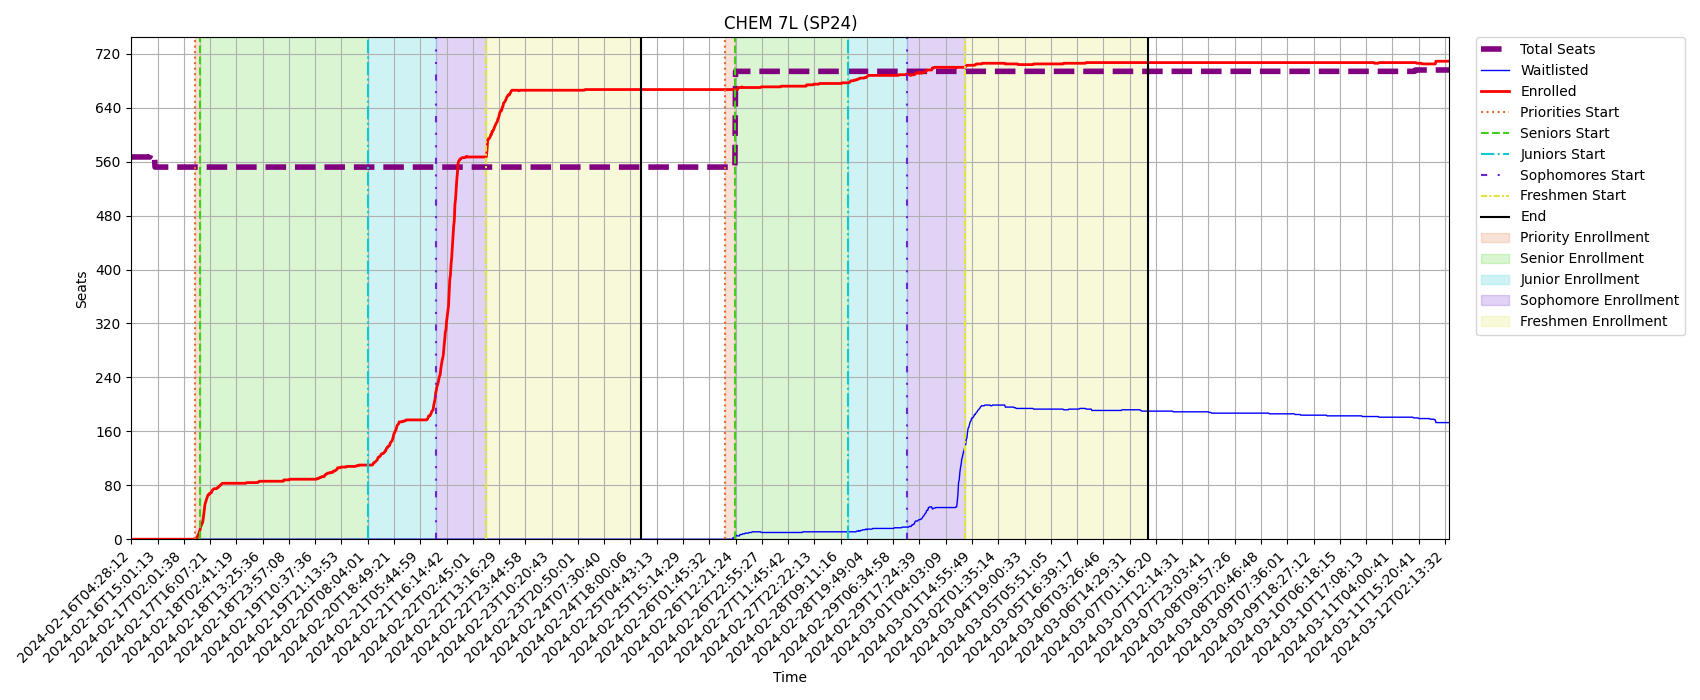 CHEM 7L (SP24)
720
640
560
480
400
320
240
160
80
0
Seats
2024-02-16T04:28:12
2024-02-16T15:01:13
2024-02-17T02:01:38
2024-02-17T16:07:21
2024-02-18T02:41:19
2024-02-18T13:25:36
2024-02-18T23:57:08
2024-02-19T10:37:36
2024-02-19T21:13:53
2024-02-20T08:04:01
2024-02-20T18:49:21
2024-02-21T05:44:59
2024-02-21T16:14:42
2024-02-22T02:45:01
2024-02-22T13:16:29
2024-02-23T00:44:58
2024-02-23T10:20:43
2024-02-23T20:50:01
2024-02-24T07:30:40
2024-02-24T18:00:06
2024-02-25T04:43:13
2024-02-25T15:14:29
2024-02-26T01:45:32
2024-02-26T12:21:24
2024-02-26T22:55:27
2024-02-27T11:45:42
2024-02-27T22:22:13
2024-02-28T09:11:16
2024-02-28T19:49:04
2024-02-29T06:34:58
2024-02-29T17:24:39
2024-03-01T04:03:09
2024-03-01T14:55:49
2024-03-02T01:35:14
2024-03-04T19:00:33
2024-03-05T05:51:05
2024-03-05T16:39:17
2024-03-06T03:26:46
2024-03-06T14:29:31
2024-03-07T01:16:20
2024-03-07T12:14:31
2024-03-07T23:03:41
2024-03-08T09:57:26
2024-03-08T20:46:48
2024-03-09T07:36:01
2024-03-09T18:27:12
2024-03-10T06:18:15
2024-03-10T17:08:13
2024-03-11T04:00:41
2024-03-11T15:20:41
2024-03-12T02:13:32
Time
Total Seats
Waitlisted
Enrolled
Priorities Start
Seniors Start
Juniors Start
Sophomores Start
Freshmen Start
End
Priority Enrollment
Senior Enrollment
Junior Enrollment
Sophomore Enrollment
Freshmen Enrollment